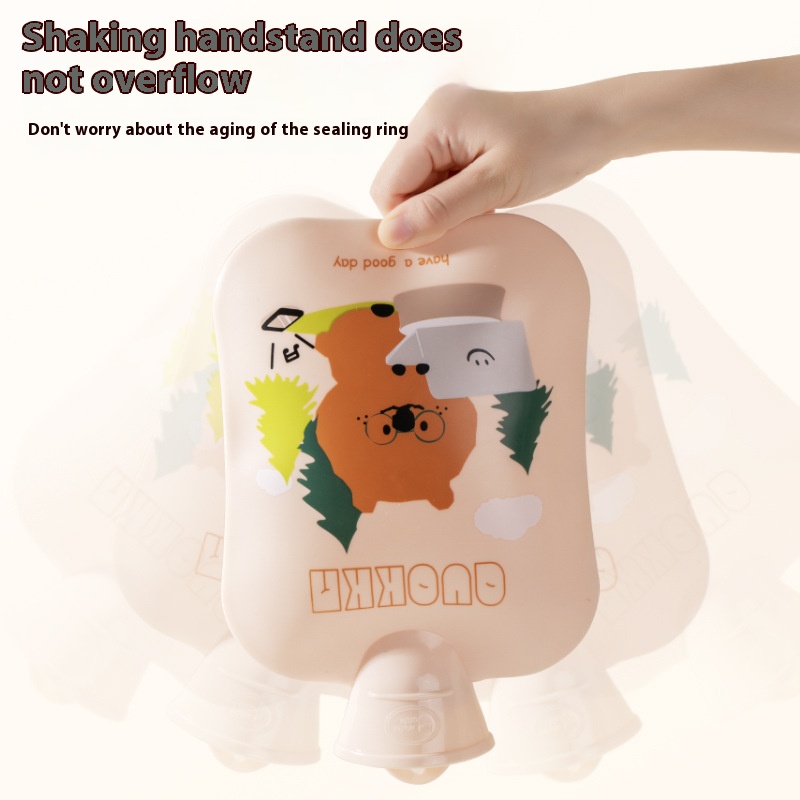 Shaking handstand does
not overflow
Don't worry about the aging of the sealing ring
have a good day
QUOKKA